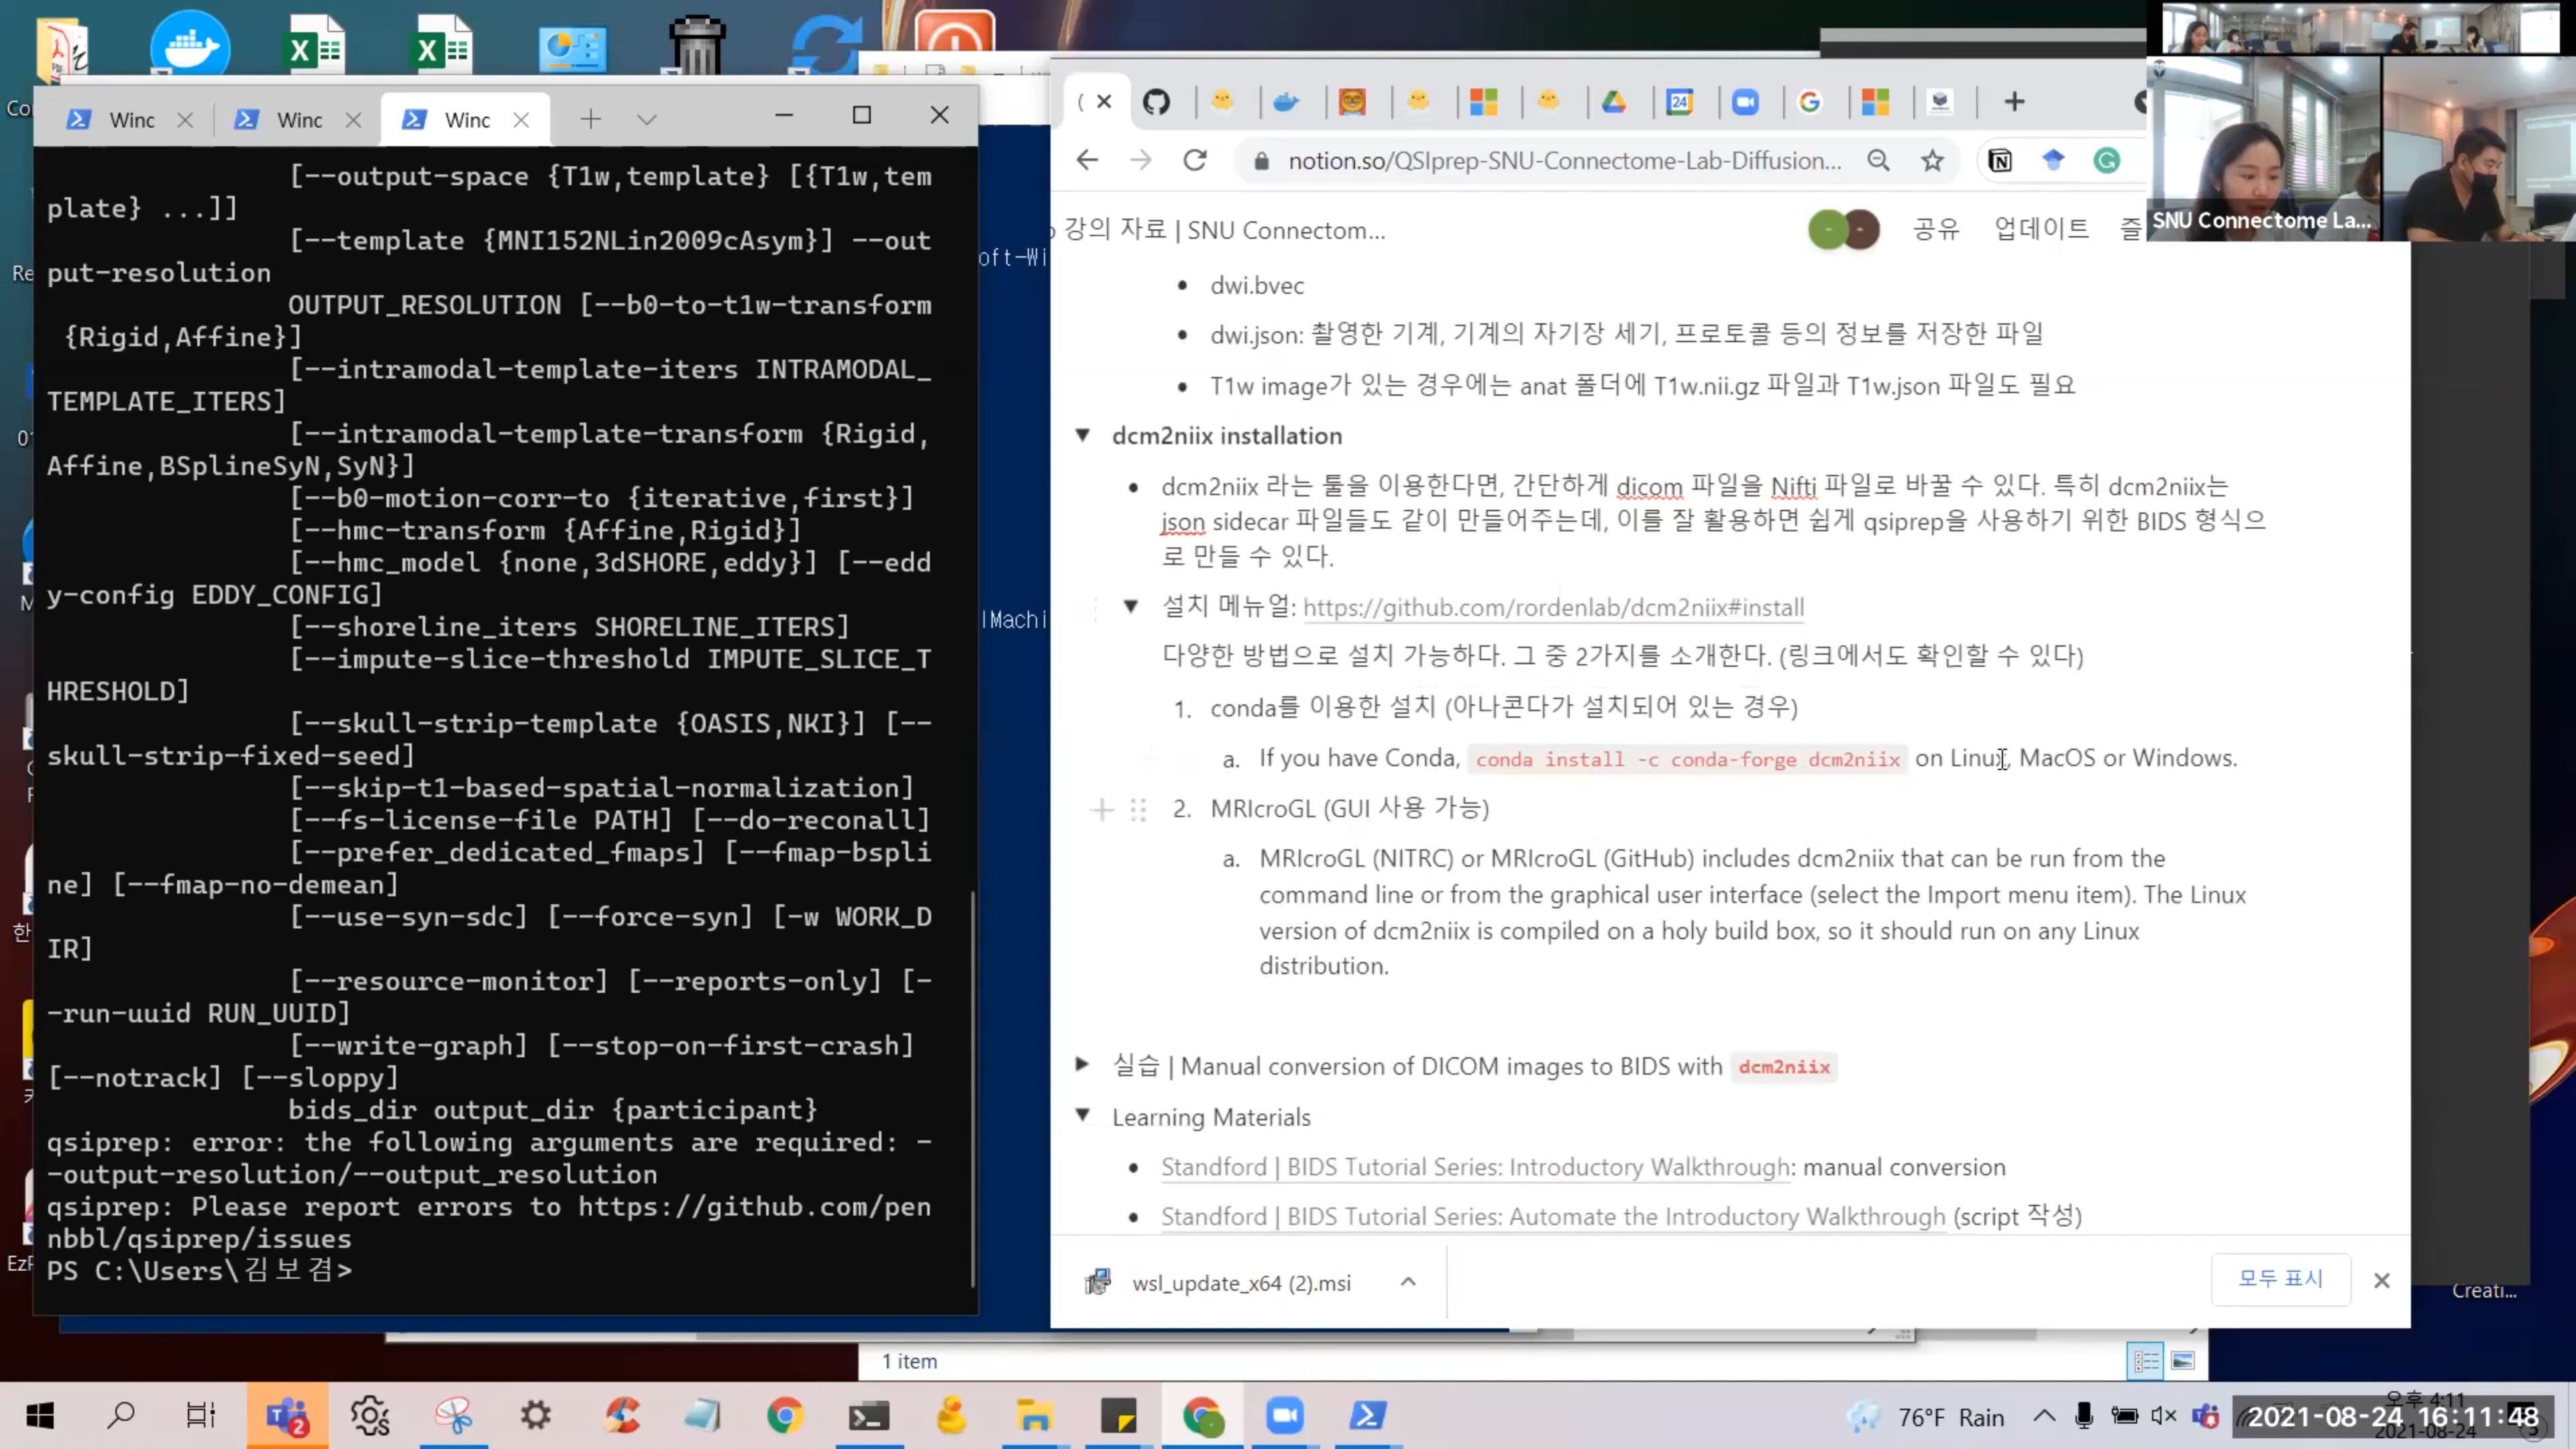 Winc
Winc
Winc
[--output-space {T1w,template} [{T1w,tem
plate} ...]]
[--template {MNI152NLin2009cAsym}] --out
put-resolution
OUTPUT_RESOLUTION [--b0-to-t1w-transform
{Rigid,Affine}]
[--intramodal-template-iters INTRAMODAL_
TEMPLATE_ITERS]
[--intramodal-template-transform {Rigid,
Affine,BSplineSyN,SyN}]
[--b0-motion-corr-to {iterative,first}]
[--hmc-transform {Affine,Rigid}]
[--hmc_model {none,3dSHORE,eddy}] [--edd
y-config EDDY_CONFIG]
[--shoreline_iters SHORELINE_ITERS]
[--impute-slice-threshold IMPUTE_SLICE_T
HRESHOLD]
[--skull-strip-template {OASIS,NKI}] [--
skull-strip-fixed-seed]
[--skip-t1-based-spatial-normalization]
[--fs-license-file PATH] [--do-reconall]
[--prefer_dedicated_fmaps] [--fmap-bspli
ne] [--fmap-no-demean]
[--use-syn-sdc] [--force-syn] [-w WORK_D
IR]
[--resource-monitor] [--reports-only] [-
-run-uuid RUN_UUID]
[--write-graph] [--stop-on-first-crash]
[--notrack] [--sloppy]
bids_dir output_dir {participant}
qsiprep: error: the following arguments are required: -
-output-resolution/--output_resolution
qsiprep: Please report errors to https://github.com/pen
nbbl/qsiprep/issues
PS C:\Users\김보겸>
oft-Wi
|Machi
notion.so/QSIprep-SNU-Connectome-Lab-Diffusion...
강의 자료 | SNU Connectom...
공유 업데이트 즐
SNU Connectome La...
• dwi.bvec
• dwi.json: 촬영한 기계, 기계의 자기장 세기, 프로토콜 등의 정보를 저장한 파일
• T1w image가 있는 경우에는 anat 폴더에 T1w.nii.gz 파일과 T1w.json 파일도 필요
▼ dcm2niix installation
• dcm2niix 라는 툴을 이용한다면, 간단하게 dicom 파일을 Nifti 파일로 바꿀 수 있다. 특히 dcm2niix는
json sidecar 파일들도 같이 만들어주는데, 이를 잘 활용하면 쉽게 qsiprep을 사용하기 위한 BIDS 형식으
로 만들 수 있다.
▼ 설치 메뉴얼: https://github.com/rordenlab/dcm2niix#install
다양한 방법으로 설치 가능하다. 그 중 2가지를 소개한다. (링크에서도 확인할 수 있다)
1. conda를 이용한 설치 (아나콘다가 설치되어 있는 경우)
a. If you have Conda, conda install -c conda-forge dcm2niix on Linux, MacOS or Windows.
2. MRIcroGL (GUI 사용 가능)
a. MRIcroGL (NITRC) or MRIcroGL (GitHub) includes dcm2niix that can be run from the
command line or from the graphical user interface (select the Import menu item). The Linux
version of dcm2niix is compiled on a holy build box, so it should run on any Linux
distribution.
▶ 실습 | Manual conversion of DICOM images to BIDS with dcm2niix
▼ Learning Materials
• Standford | BIDS Tutorial Series: Introductory Walkthrough: manual conversion
• Standford | BIDS Tutorial Series: Automate the Introductory Walkthrough (script 작성)
wsl_update_x64 (2).msi
모두 표시
Creati...
1 item
76°F Rain
오후 4:11
2021-08-24 16:11:48
2021-08-24